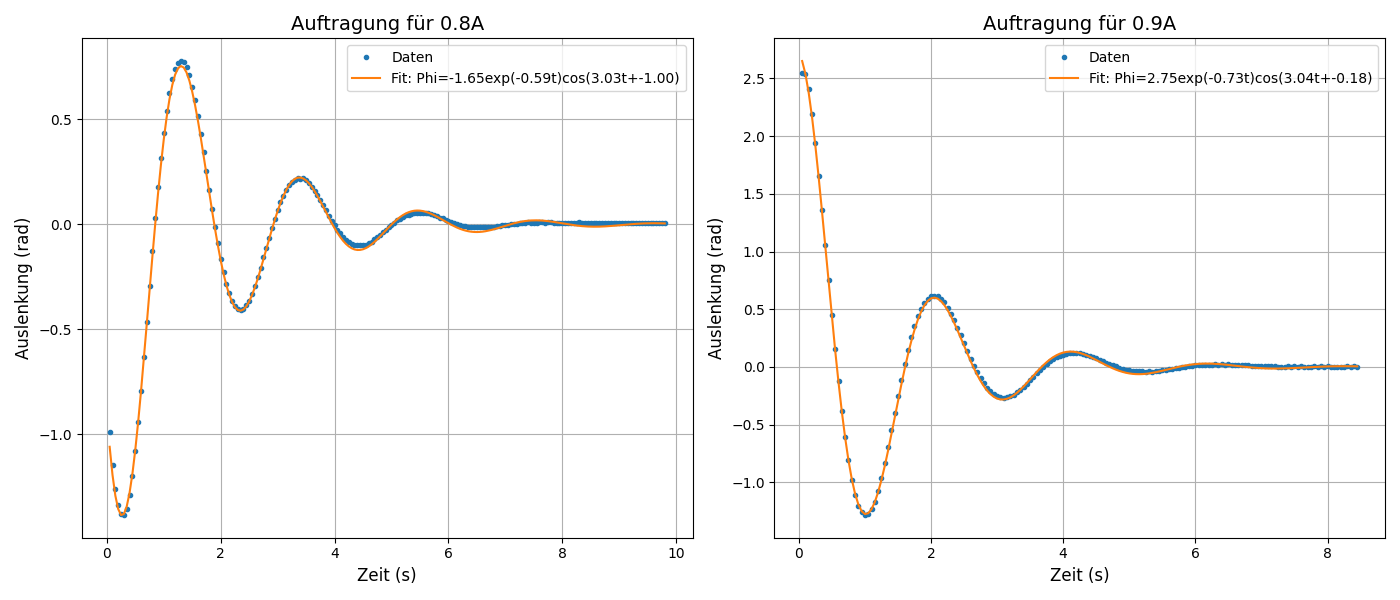 Auftragung für 0.8A
Daten
Fit: Phi=-1.65exp(-0.59t)cos(3.03t+-1.00)
Auslenkung (rad)
0.5
0.0
−0.5
−1.0
0 2 4 6 8 10
Zeit (s)
Auftragung für 0.9A
Daten
Fit: Phi=2.75exp(-0.73t)cos(3.04t+-0.18)
Auslenkung (rad)
2.5
2.0
1.5
1.0
0.5
0.0
−0.5
−1.0
0 2 4 6 8
Zeit (s)